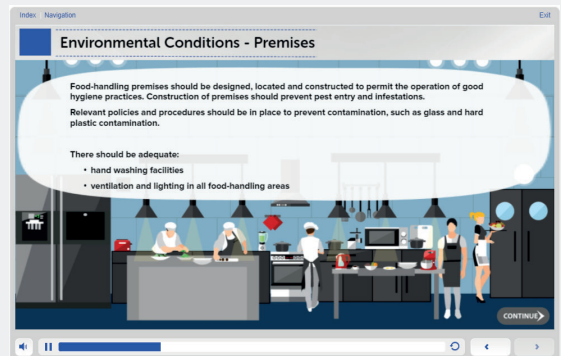 Index Navigation Exit
Environmental Conditions - Premises
Food-handling premises should be designed, located and constructed to permit the operation of good
hygiene practices. Construction of premises should prevent pest entry and infestations.
Relevant policies and procedures should be in place to prevent contamination, such as glass and hard
plastic contamination.
There should be adequate:
• hand washing facilities
• ventilation and lighting in all food-handling areas
CONTINUE